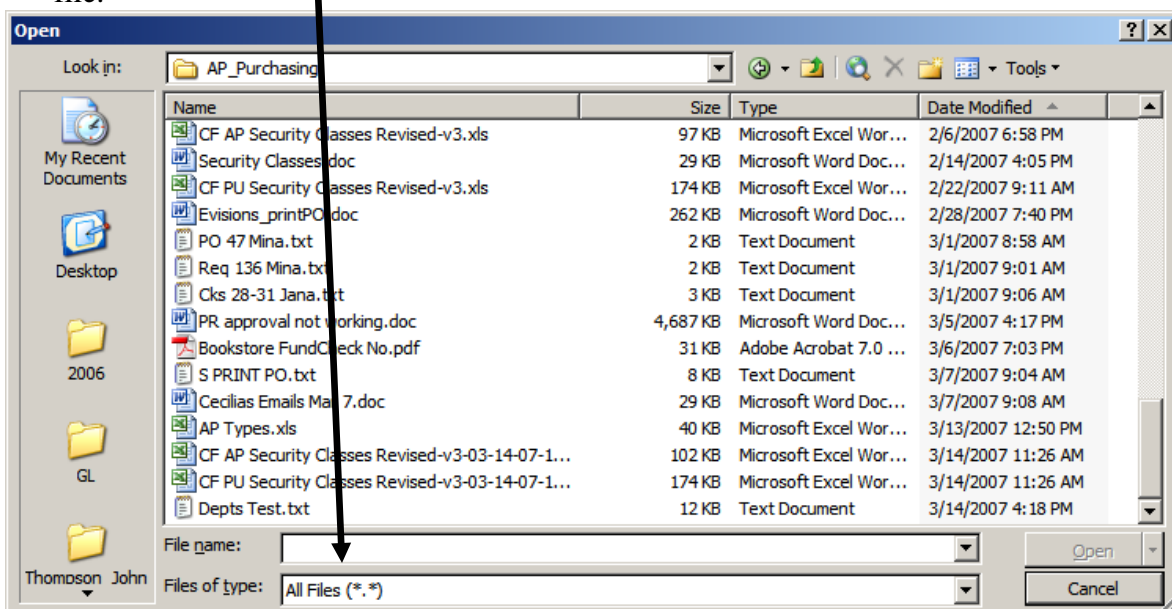 file.
Open
Look in: AP_Purchasing Tools
Name Size Type Date Modified
CF AP Security Classes Revised-v3.xls 97 KB Microsoft Excel Wor... 2/6/2007 6:58 PM
Security Classes.doc 29 KB Microsoft Word Doc... 2/14/2007 4:05 PM
CF PU Security Classes Revised-v3.xls 174 KB Microsoft Excel Wor... 2/22/2007 9:11 AM
Evisions_printPO.doc 262 KB Microsoft Word Doc... 2/28/2007 7:40 PM
PO 47 Mina.txt 2 KB Text Document 3/1/2007 8:58 AM
Req 136 Mina.txt 2 KB Text Document 3/1/2007 9:01 AM
Cks 28-31 Jana.txt 3 KB Text Document 3/1/2007 9:06 AM
PR approval not working.doc 4,687 KB Microsoft Word Doc... 3/5/2007 4:17 PM
Bookstore FundCheck No.pdf 31 KB Adobe Acrobat 7.0 ... 3/6/2007 7:03 PM
S PRINT PO.txt 8 KB Text Document 3/7/2007 9:04 AM
Cecilias Emails Mar 7.doc 29 KB Microsoft Word Doc... 3/7/2007 9:08 AM
AP Types.xls 40 KB Microsoft Excel Wor... 3/13/2007 12:50 PM
CF AP Security Classes Revised-v3-03-14-07-1... 102 KB Microsoft Excel Wor... 3/14/2007 11:26 AM
CF PU Security Classes Revised-v3-03-14-07-1... 174 KB Microsoft Excel Wor... 3/14/2007 11:26 AM
Depts Test.txt 12 KB Text Document 3/14/2007 4:18 PM
My Recent
Documents
Desktop
2006
GL
Thompson John
File name: Open
Files of type: All Files (*.*) Cancel